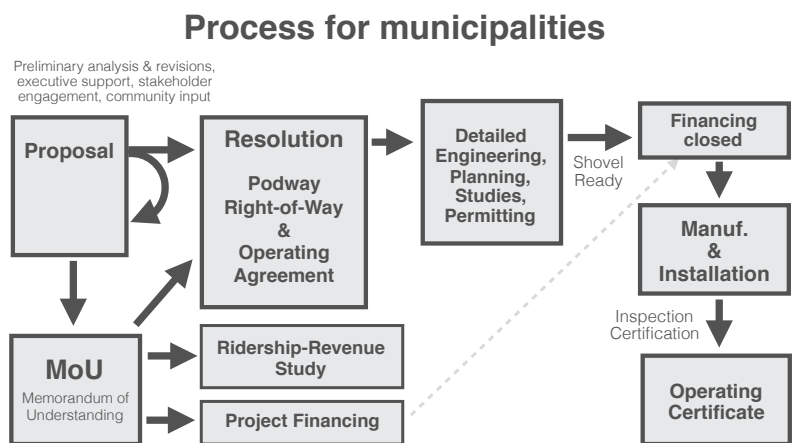 Process for municipalities
Preliminary analysis & revisions,
executive support, stakeholder
engagement, community input
Proposal
Resolution
Podway
Right-of-Way
&
Operating
Agreement
Detailed
Engineering,
Planning,
Studies,
Permitting
Shovel
Ready
Financing
closed
Manuf.
&
Installation
Inspection
Certification
Operating
Certificate
MoU
Memorandum of
Understanding
Ridership-Revenue
Study
Project Financing